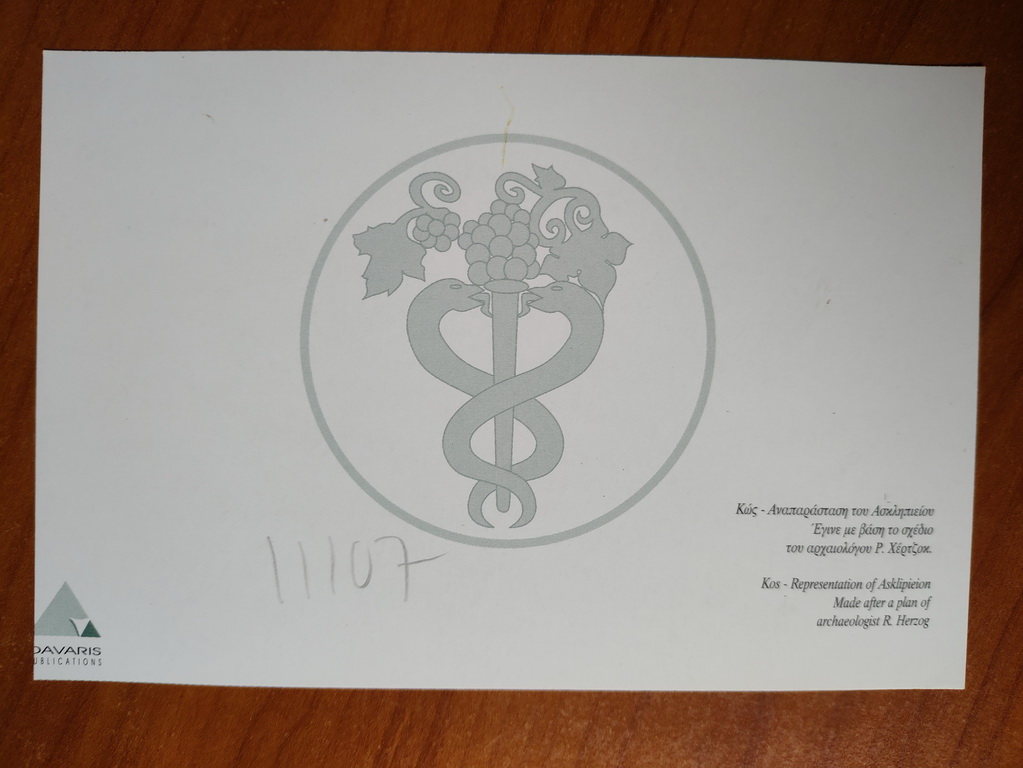 11107
Κώς - Αναπαράσταση του Ασκληπιείου
Έγινε με βάση το σχέδιο
του αρχαιολόγου Ρ. Χέρτζοκ.
Kos - Representation of Asklipieion
Made after a plan of
archaeologist R. Herzog
DAVARIS
UBLICATIONS